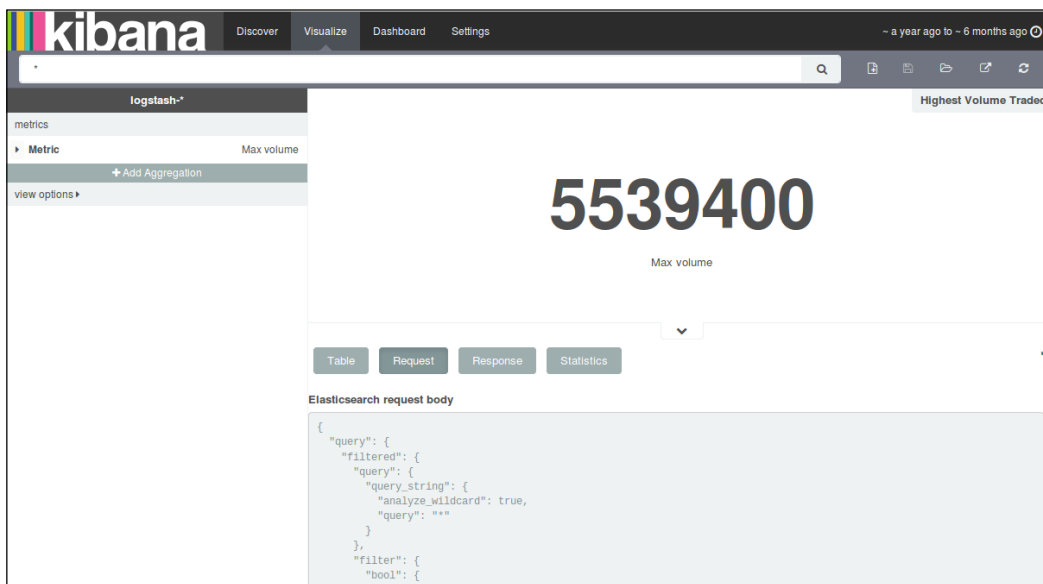 kibana Discover Visualize Dashboard Settings ~ a year ago to ~ 6 months ago
*
logstash-* Highest Volume Traded
metrics
Metric Max volume
+ Add Aggregation
view options
5539400
Max volume
Table Request Response Statistics
Elasticsearch request body
{
  "query": {
    "filtered": {
      "query": {
        "query_string": {
          "analyze_wildcard": true,
          "query": "*"
        }
      },
      "filter": {
        "bool": {